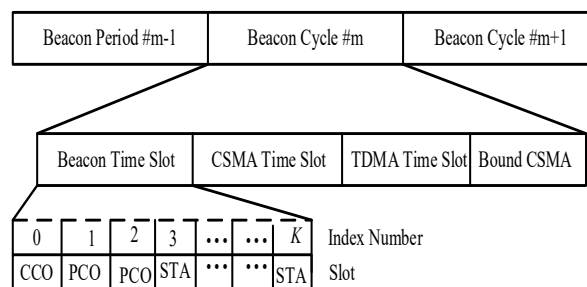 Beacon Period #m-1 Beacon Cycle #m Beacon Cycle #m+1
Beacon Time Slot CSMA Time Slot TDMA Time Slot Bound CSMA
0 1 2 3 ... ... K Index Number
CCO PCO PCO STA ... ... STA Slot